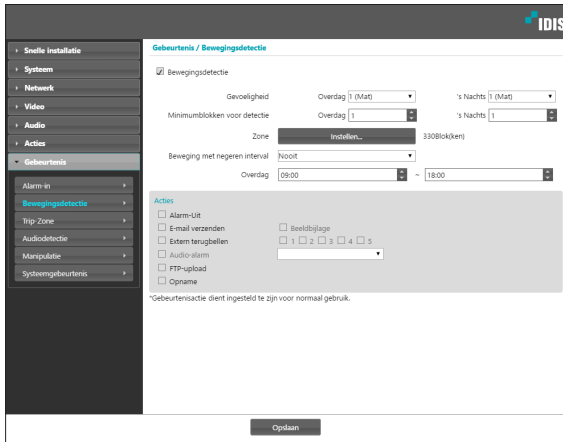 IDIS
Snelle installatie
Systeem
Netwerk
Video
Audio
Acties
Gebeurtenis
Alarm-in
Bewegingsdetectie
Trip-Zone
Audiodetectie
Manipulatie
Systeemgebeurtenis
Gebeurtenis / Bewegingsdetectie
Bewegingsdetectie
Gevoeligheid Overdag 1 (Mat) 's Nachts 1 (Mat)
Minimumblokken voor detectie Overdag 1 's Nachts 1
Zone Instellen... 330Blok(ken)
Beweging met negeren interval Nooit
Overdag 09:00 ~ 18:00
Acties
Alarm-Uit
E-mail verzenden Beeldbijlage
Extern terugbellen 1 2 3 4 5
Audio-alarm
FTP-upload
Opname
*Gebeurtenisactie dient ingesteld te zijn voor normaal gebruik.
Opslaan